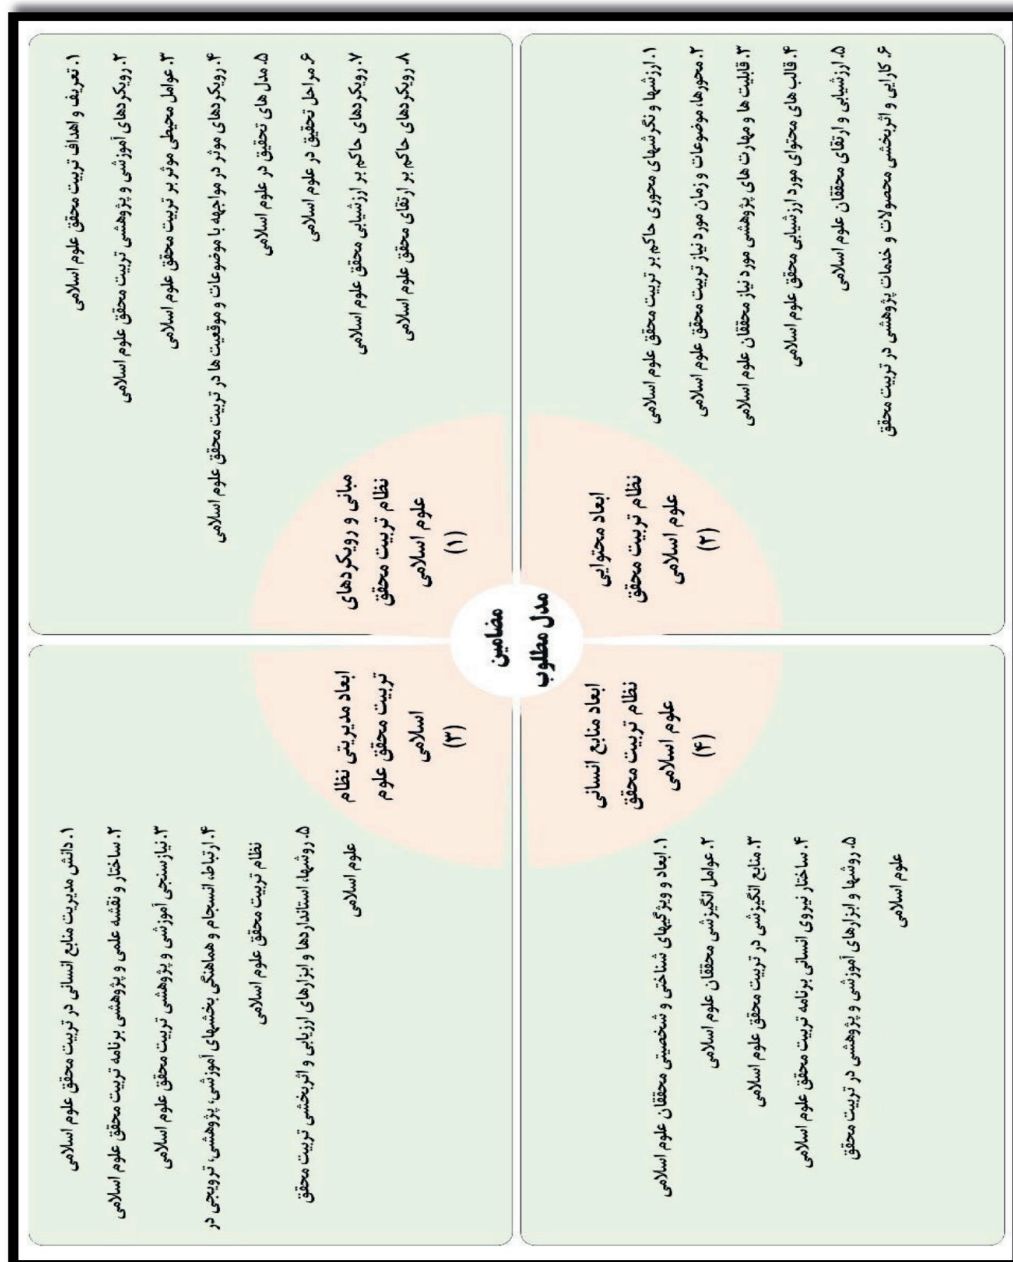 مضامین
مدل مطلوب
مبانی و رویکردهای
نظام تربیت محقق
علوم اسلامی
(۱)
۱. تعریف و اهداف تربیت محقق علوم اسلامی
۲. رویکردهای آموزشی و پژوهشی تربیت محقق علوم اسلامی
۳. عوامل محیطی موثر بر تربیت محقق علوم اسلامی
۴. رویکردهای موثر در مواجهه با موضوعات و موقعیت ها در تربیت محقق علوم اسلامی
۵. مدل های تحقیق در علوم اسلامی
۶. مراحل تحقیق در علوم اسلامی
۷. رویکردهای حاکم بر ارزشیابی محقق علوم اسلامی
۸. رویکردهای حاکم بر ارتقای محقق علوم اسلامی
ابعاد محتوایی
نظام تربیت محقق
علوم اسلامی
(۲)
۱. ارزشها و نگرشهای محوری حاکم بر تربیت محقق علوم اسلامی
۲. محورها، موضوعات و زمان مورد نیاز تربیت محقق علوم اسلامی
۳. قابلیت ها و مهارت های پژوهشی مورد نیاز محققان علوم اسلامی
۴. قالب های محتوای مورد ارزشیابی محقق علوم اسلامی
۵. ارزشیابی و ارتقای محققان علوم اسلامی
۶. کارایی و اثربخشی محصولات و خدمات پژوهشی در تربیت محقق
ابعاد مدیریتی نظام
تربیت محقق علوم
اسلامی
(۳)
۱. دانش مدیریت منابع انسانی در تربیت محقق علوم اسلامی
۲. ساختار و نقشه علمی و پژوهشی برنامه تربیت محقق علوم اسلامی
۳. نیازسنجی آموزشی و پژوهشی تربیت محقق علوم اسلامی
۴. ارتباط، انسجام و هماهنگی بخشهای آموزشی، پژوهشی، ترویجی در
نظام تربیت محقق علوم اسلامی
۵. روشها، استانداردها و ابزارهای ارزیابی و اثربخشی تربیت محقق
علوم اسلامی
ابعاد منابع انسانی
نظام تربیت محقق
علوم اسلامی
(۴)
۱. ابعاد و ویژگیهای شناختی و شخصیتی محققان علوم اسلامی
۲. عوامل انگیزشی محققان علوم اسلامی
۳. منابع انگیزشی در تربیت محقق علوم اسلامی
۴. ساختار نیروی انسانی برنامه تربیت محقق علوم اسلامی
۵. روشها و ابزارهای آموزشی و پژوهشی در تربیت محقق
علوم اسلامی